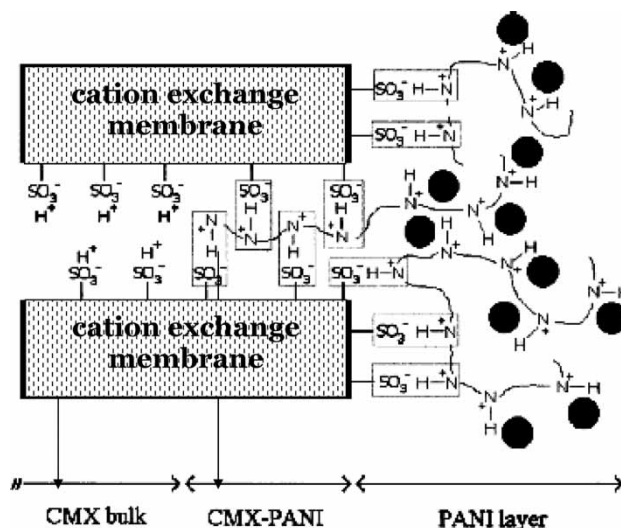 cation exchange
membrane
SO₃⁻ H–N⁺
N⁺ H
N⁺ H
SO₃⁻ H–N⁺
SO₃⁻ H⁺
SO₃⁻ H⁺
SO₃⁻ H⁺
SO₃⁻
SO₃⁻
⁺N H
H N⁺
N⁺ H
H ⁺N
H N⁺
N⁺ H
N⁺–H
H⁺ SO₃⁻
H⁺ SO₃⁻
SO₃⁻
SO₃⁻
SO₃⁻ H–N⁺
H N⁺
N⁺ H
N⁺ H
N⁺–H
cation exchange
membrane
SO₃⁻ H–N⁺
SO₃⁻ H–N⁺
N⁺ H
N⁺–H
CMX bulk CMX-PANI PANI layer